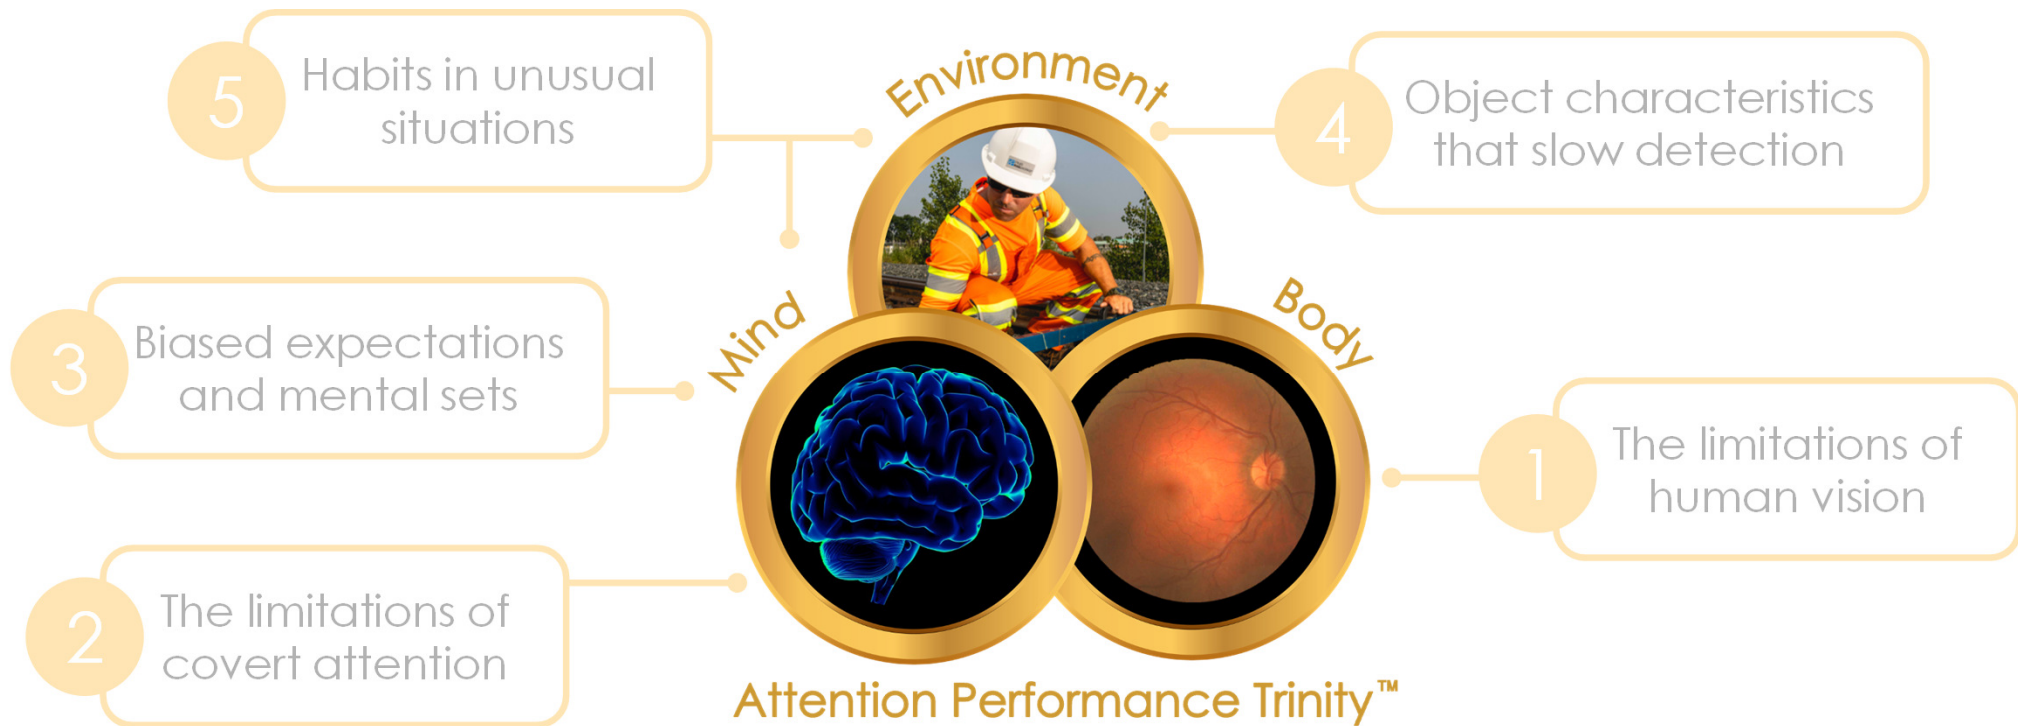 5
Habits in unusual
situations
Environment
4
Object characteristics
that slow detection
3
Biased expectations
and mental sets
Mind
Body
1
The limitations of
human vision
2
The limitations of
covert attention
Attention Performance Trinity™